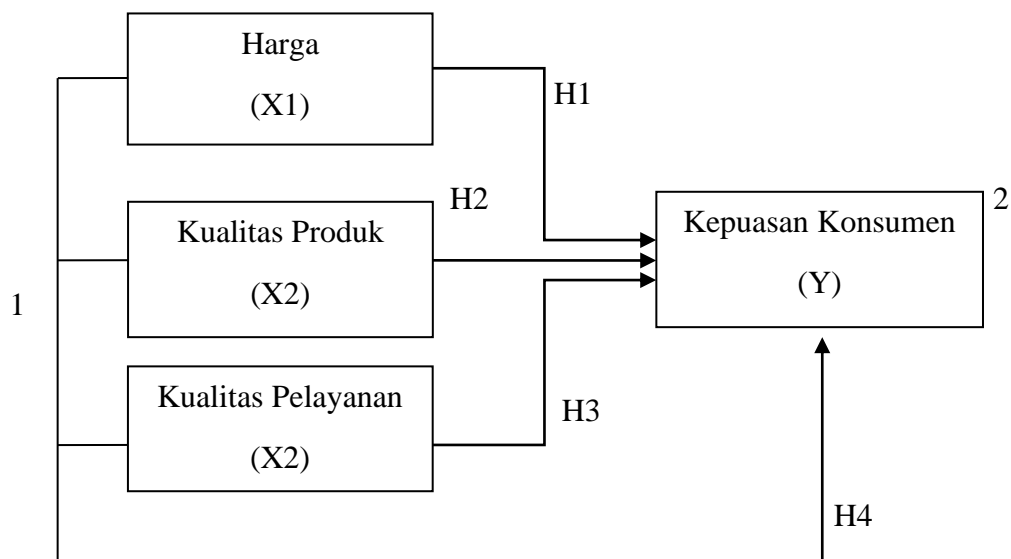 Harga
(X1)
H1
H2
Kualitas Produk
(X2)
Kepuasan Konsumen
(Y)
2
1
Kualitas Pelayanan
(X2)
H3
H4